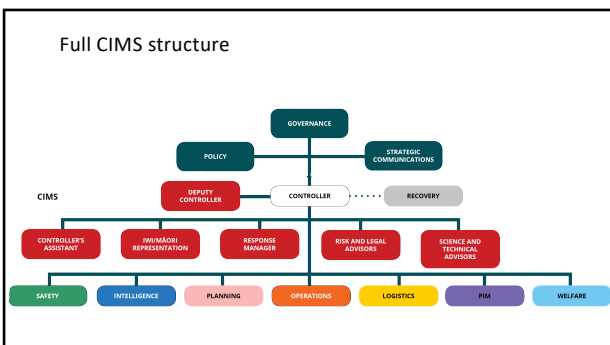 Full CIMS structure
GOVERNANCE
POLICY
STRATEGIC
COMMUNICATIONS
CIMS
DEPUTY
CONTROLLER
CONTROLLER
RECOVERY
CONTROLLER'S
ASSISTANT
IWI/MĀORI
REPRESENTATION
RESPONSE
MANAGER
RISK AND LEGAL
ADVISORS
SCIENCE AND
TECHNICAL
ADVISORS
SAFETY
INTELLIGENCE
PLANNING
OPERATIONS
LOGISTICS
PIM
WELFARE